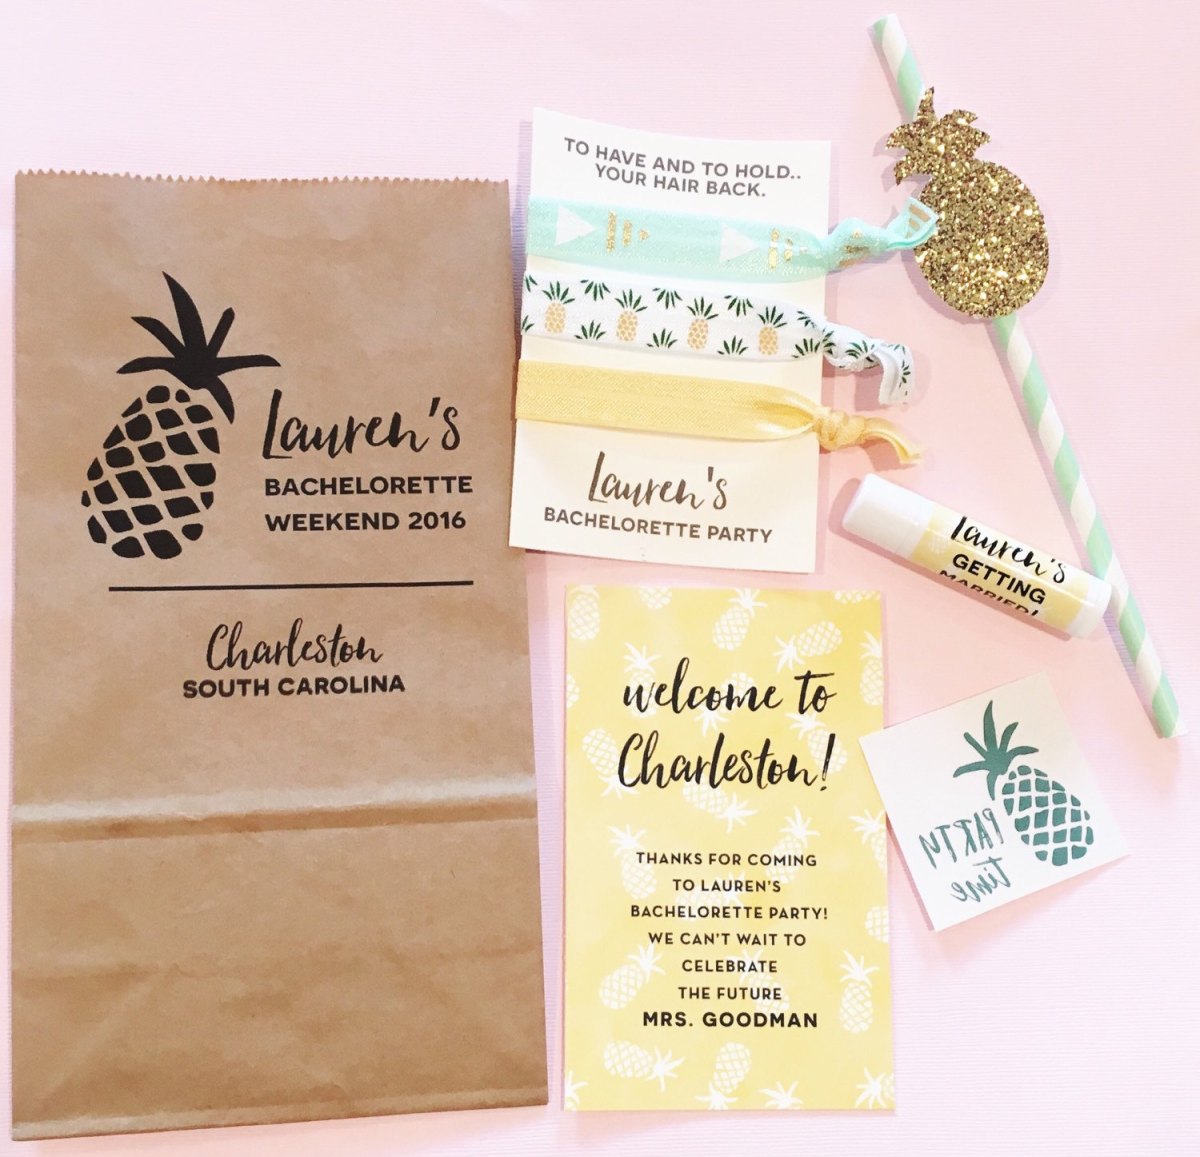 Lauren's
BACHELORETTE
WEEKEND 2016
Charleston
SOUTH CAROLINA
TO HAVE AND TO HOLD..
YOUR HAIR BACK.
Lauren's
BACHELORETTE PARTY
Lauren's
GETTING
MARRIED!
welcome to
Charleston!
THANKS FOR COMING
TO LAUREN'S
BACHELORETTE PARTY!
WE CAN'T WAIT TO
CELEBRATE
THE FUTURE
MRS. GOODMAN
PARTY
time